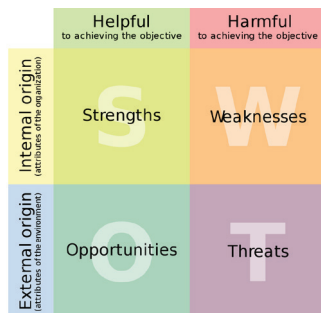 Helpful
to achieving the objective
Harmful
to achieving the objective
Internal origin
(attributes of the organization)
S
Strengths
W
Weaknesses
External origin
(attributes of the environment)
O
Opportunities
T
Threats